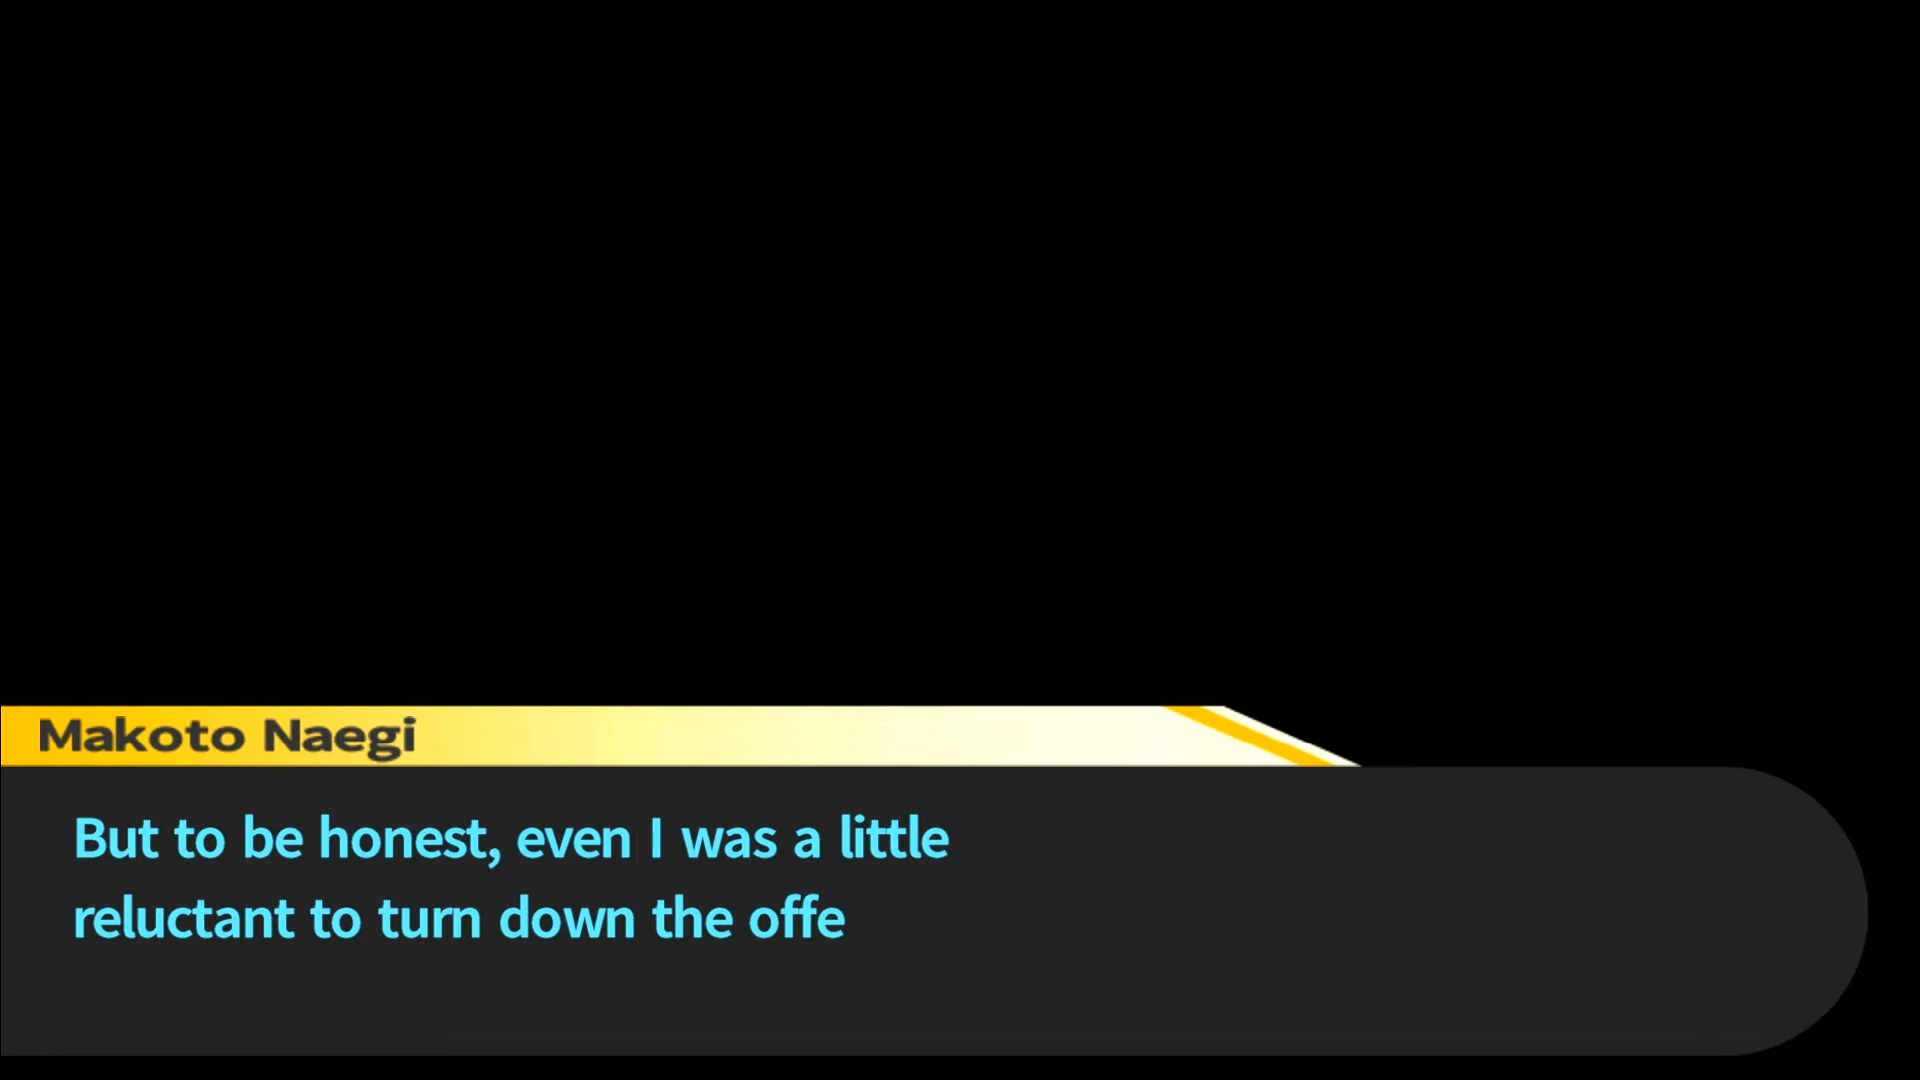 Makoto Naegi
But to be honest, even I was a little
reluctant to turn down the offe